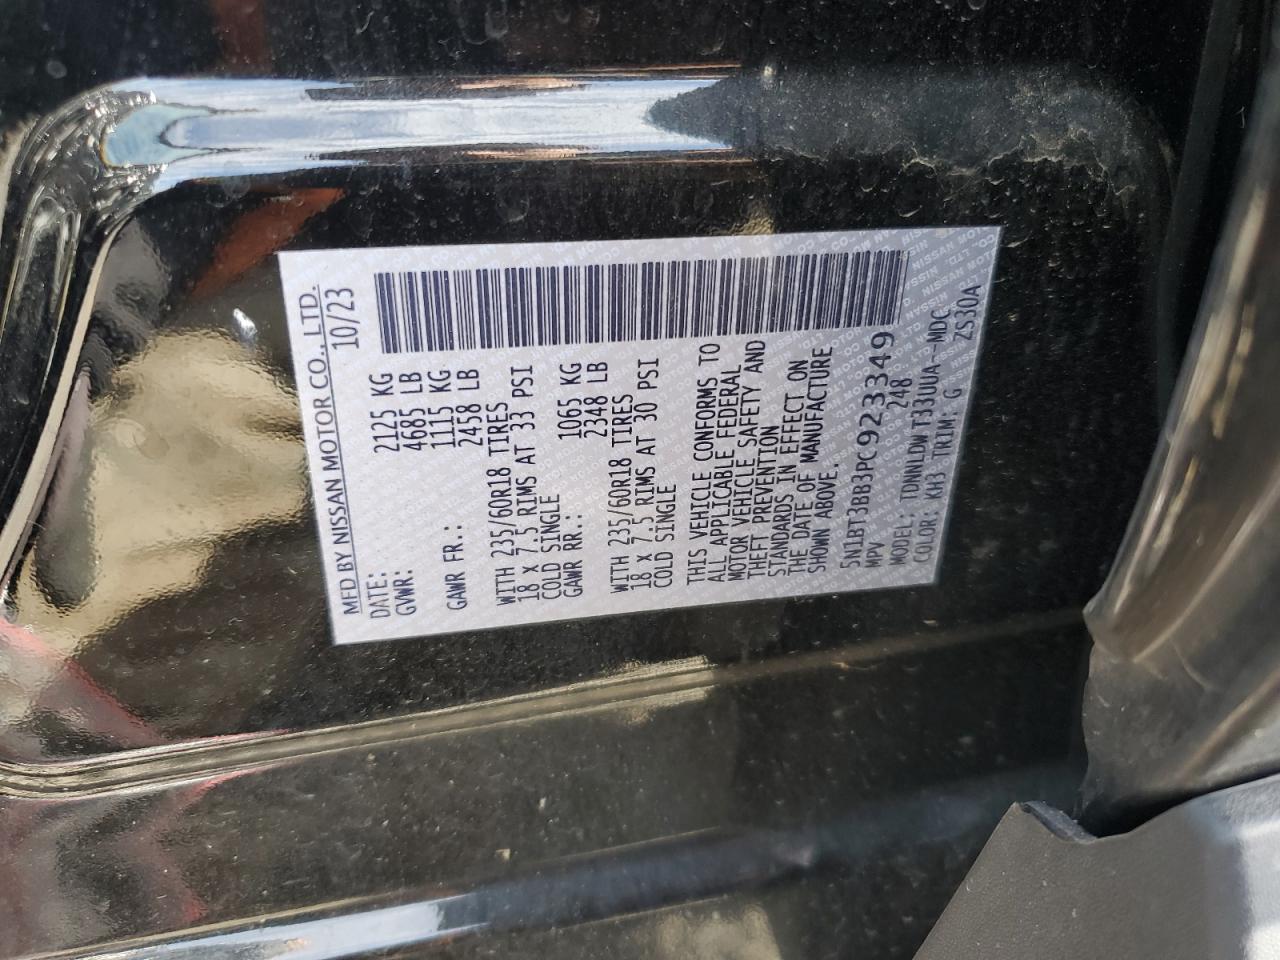 MFD BY NISSAN MOTOR CO., LTD.
DATE: 10/23
GVWR: 2125 KG
4685 LB
GAWR FR.: 1115 KG
2458 LB
WITH 235/60R18 TIRES
18 X 7.5 RIMS AT 33 PSI
COLD SINGLE
GAWR RR.: 1065 KG
2348 LB
WITH 235/60R18 TIRES
18 X 7.5 RIMS AT 30 PSI
COLD SINGLE
THIS VEHICLE CONFORMS TO
ALL APPLICABLE FEDERAL
MOTOR VEHICLE SAFETY AND
THEFT PREVENTION
STANDARDS IN EFFECT ON
THE DATE OF MANUFACTURE
SHOWN ABOVE.
5N1BT3BB3PC923349
MPV 248
MODEL: TDNNLDWT33UUA-MDC
COLOR: KH3 TRIM: G ZS30A